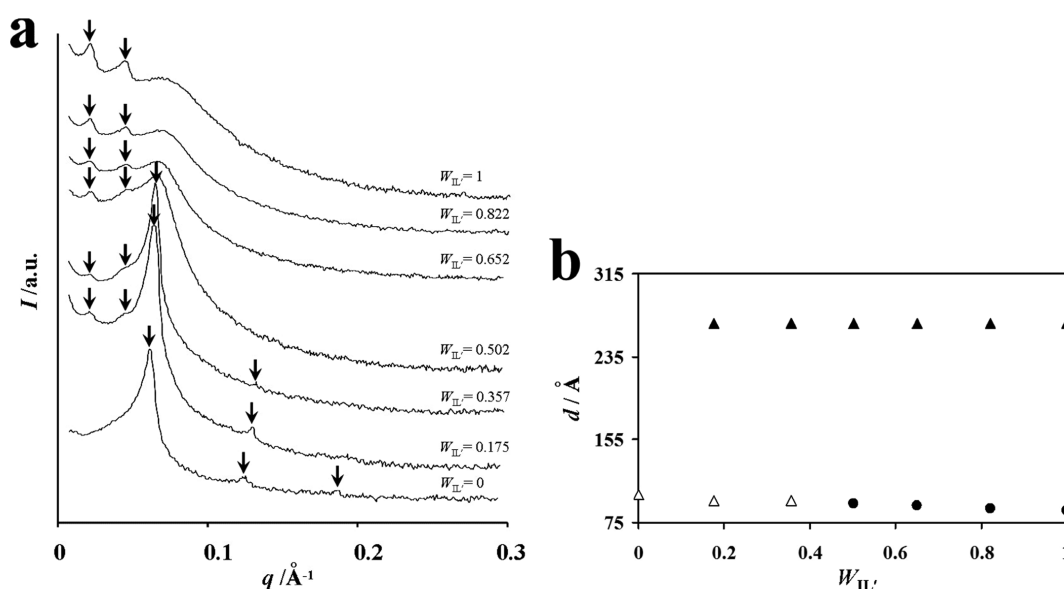 a
I /a.u.
W_IL′ = 1
W_IL′ = 0.822
W_IL′ = 0.652
W_IL′ = 0.502
W_IL′ = 0.357
W_IL′ = 0.175
W_IL′ = 0
0 0.1 0.2 0.3
q /Å⁻¹
b
d / Å
315
235
155
75
0 0.2 0.4 0.6 0.8 1
W_IL′